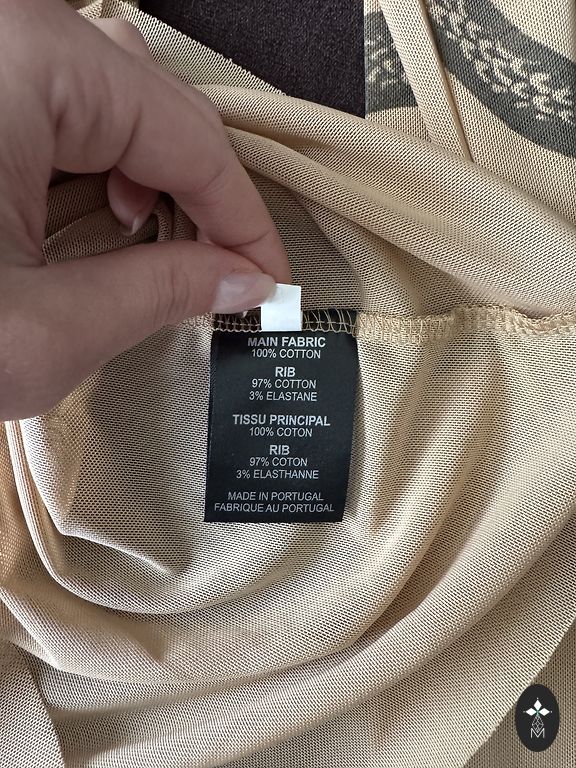 MAIN FABRIC
100% COTTON
RIB
97% COTTON
3% ELASTANE
TISSU PRINCIPAL
100% COTON
RIB
97% COTON
3% ELASTHANNE
MADE IN PORTUGAL
FABRIQUE AU PORTUGAL
M